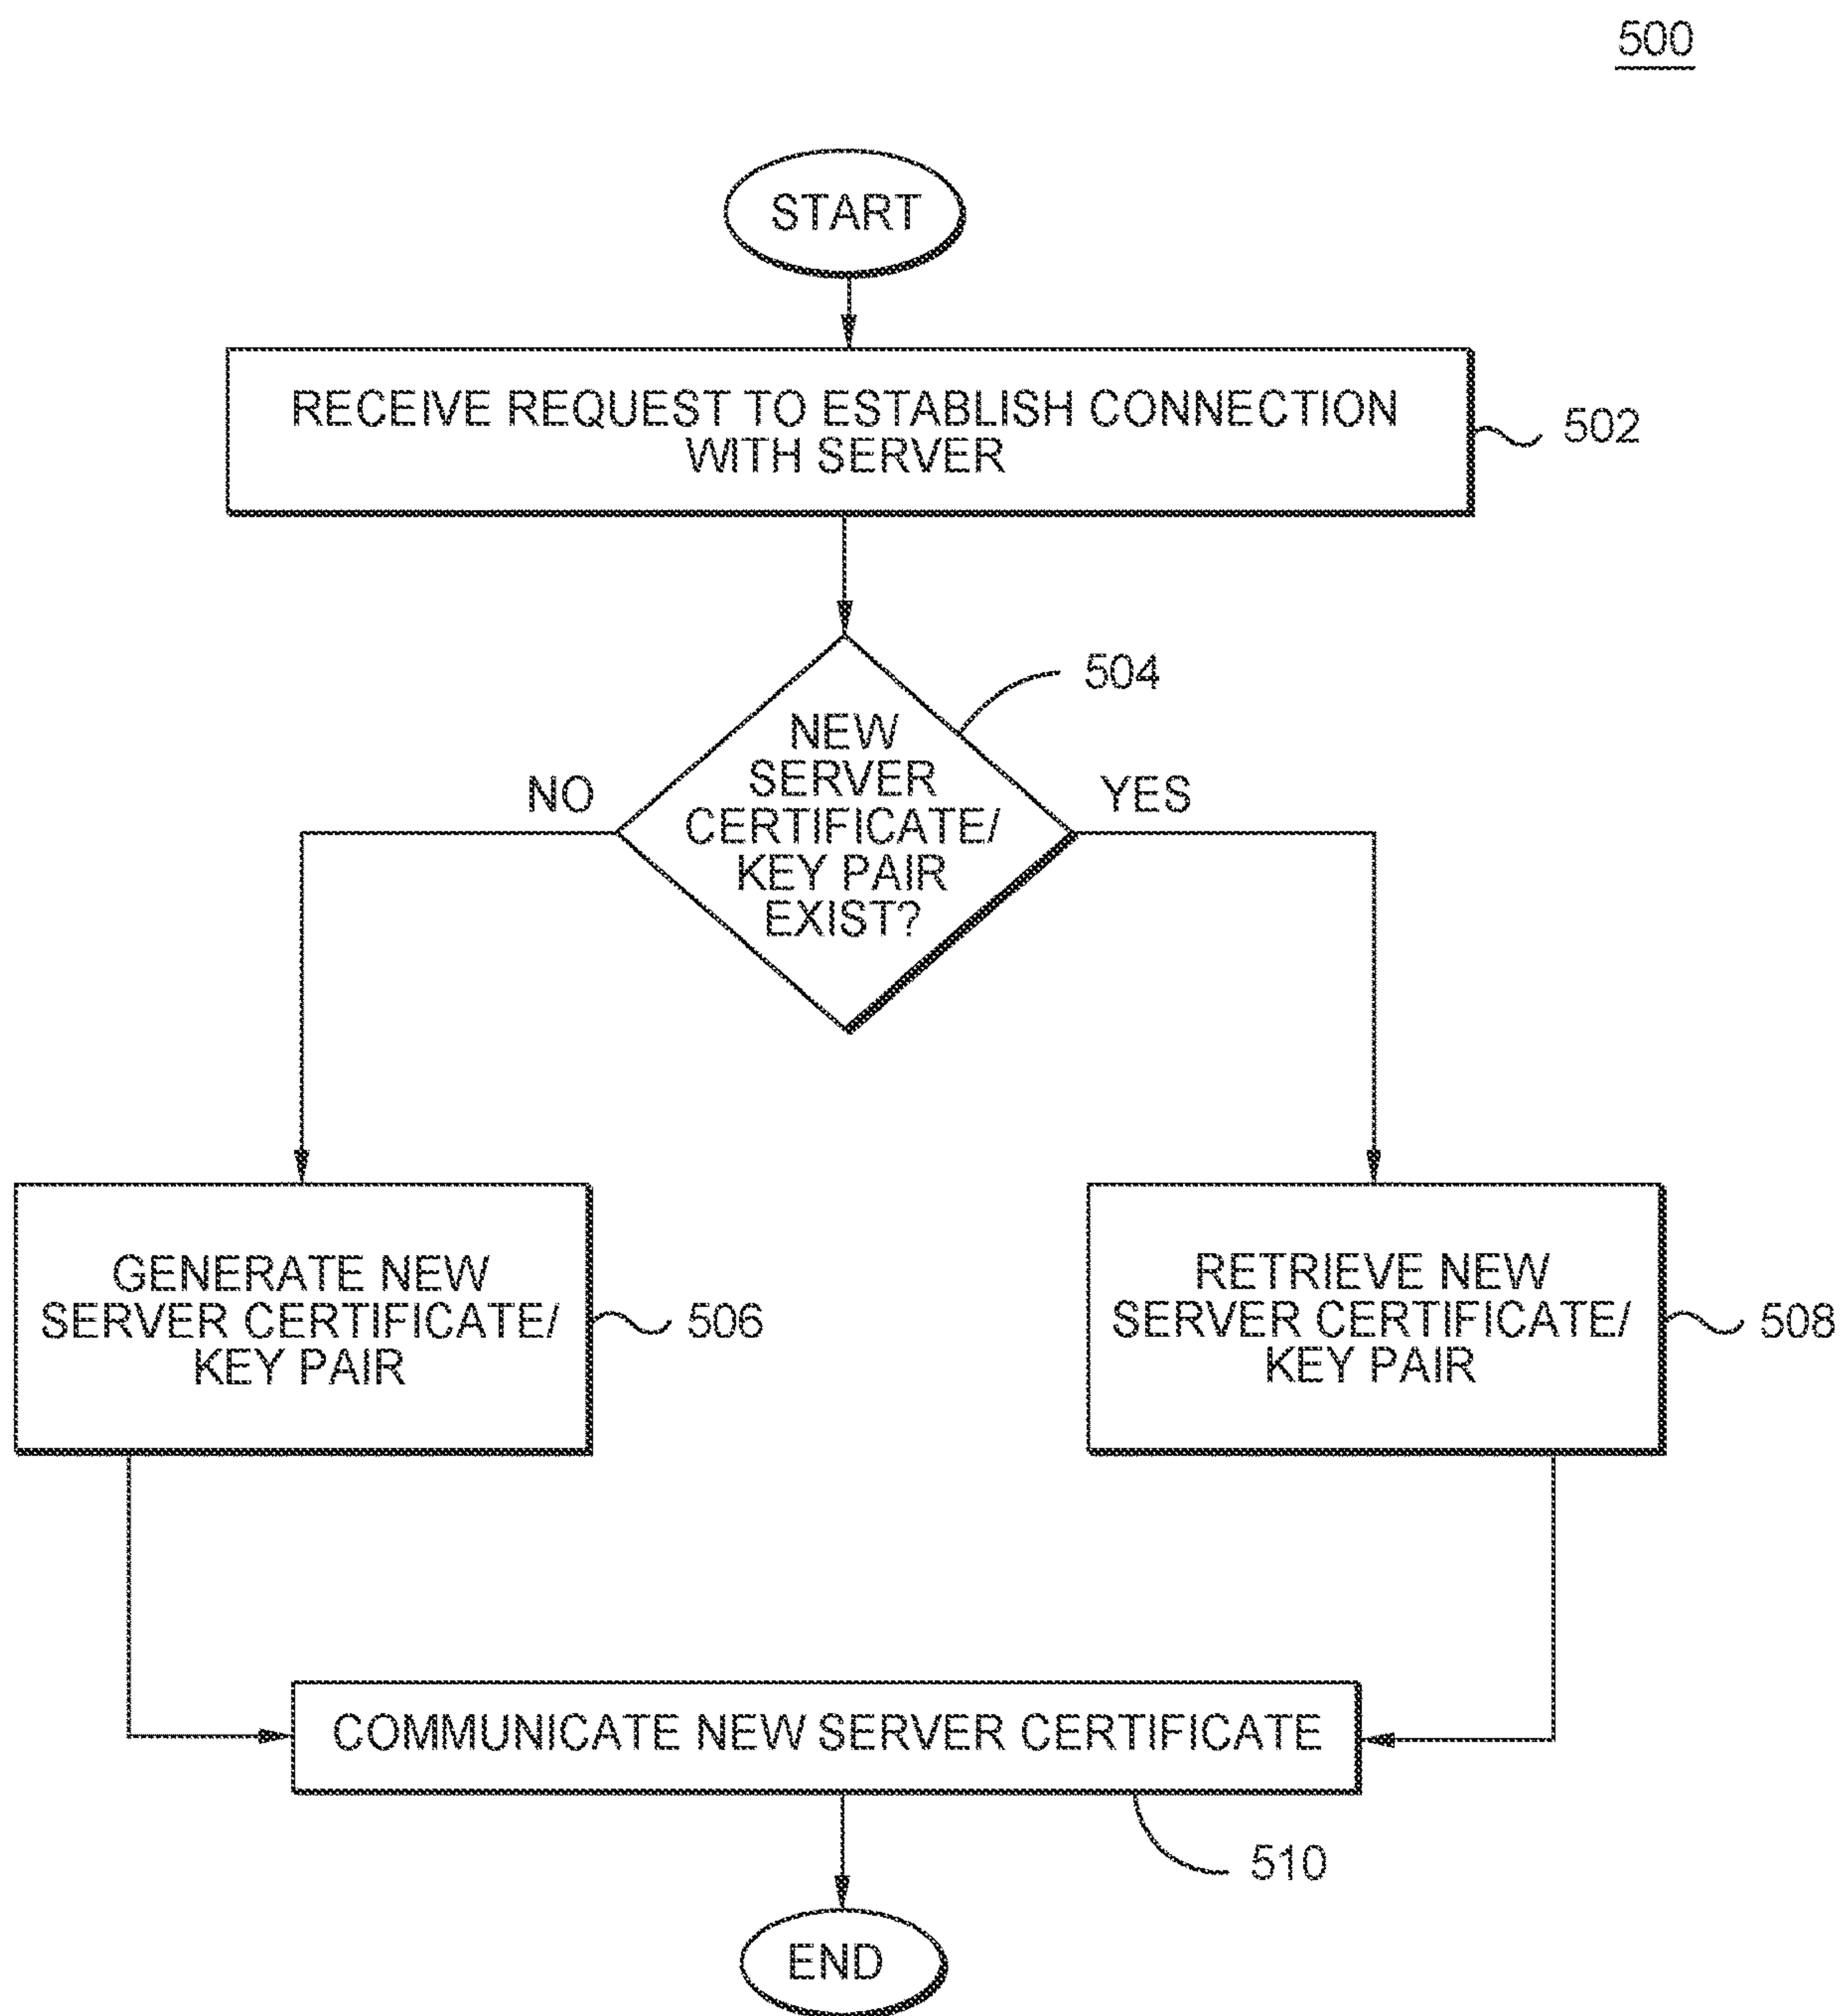 500
START
RECEIVE REQUEST TO ESTABLISH CONNECTION
WITH SERVER
502
504
NEW
SERVER
CERTIFICATE/
KEY PAIR
EXIST?
NO
YES
GENERATE NEW
SERVER CERTIFICATE/
KEY PAIR
506
RETRIEVE NEW
SERVER CERTIFICATE/
KEY PAIR
508
COMMUNICATE NEW SERVER CERTIFICATE
510
END